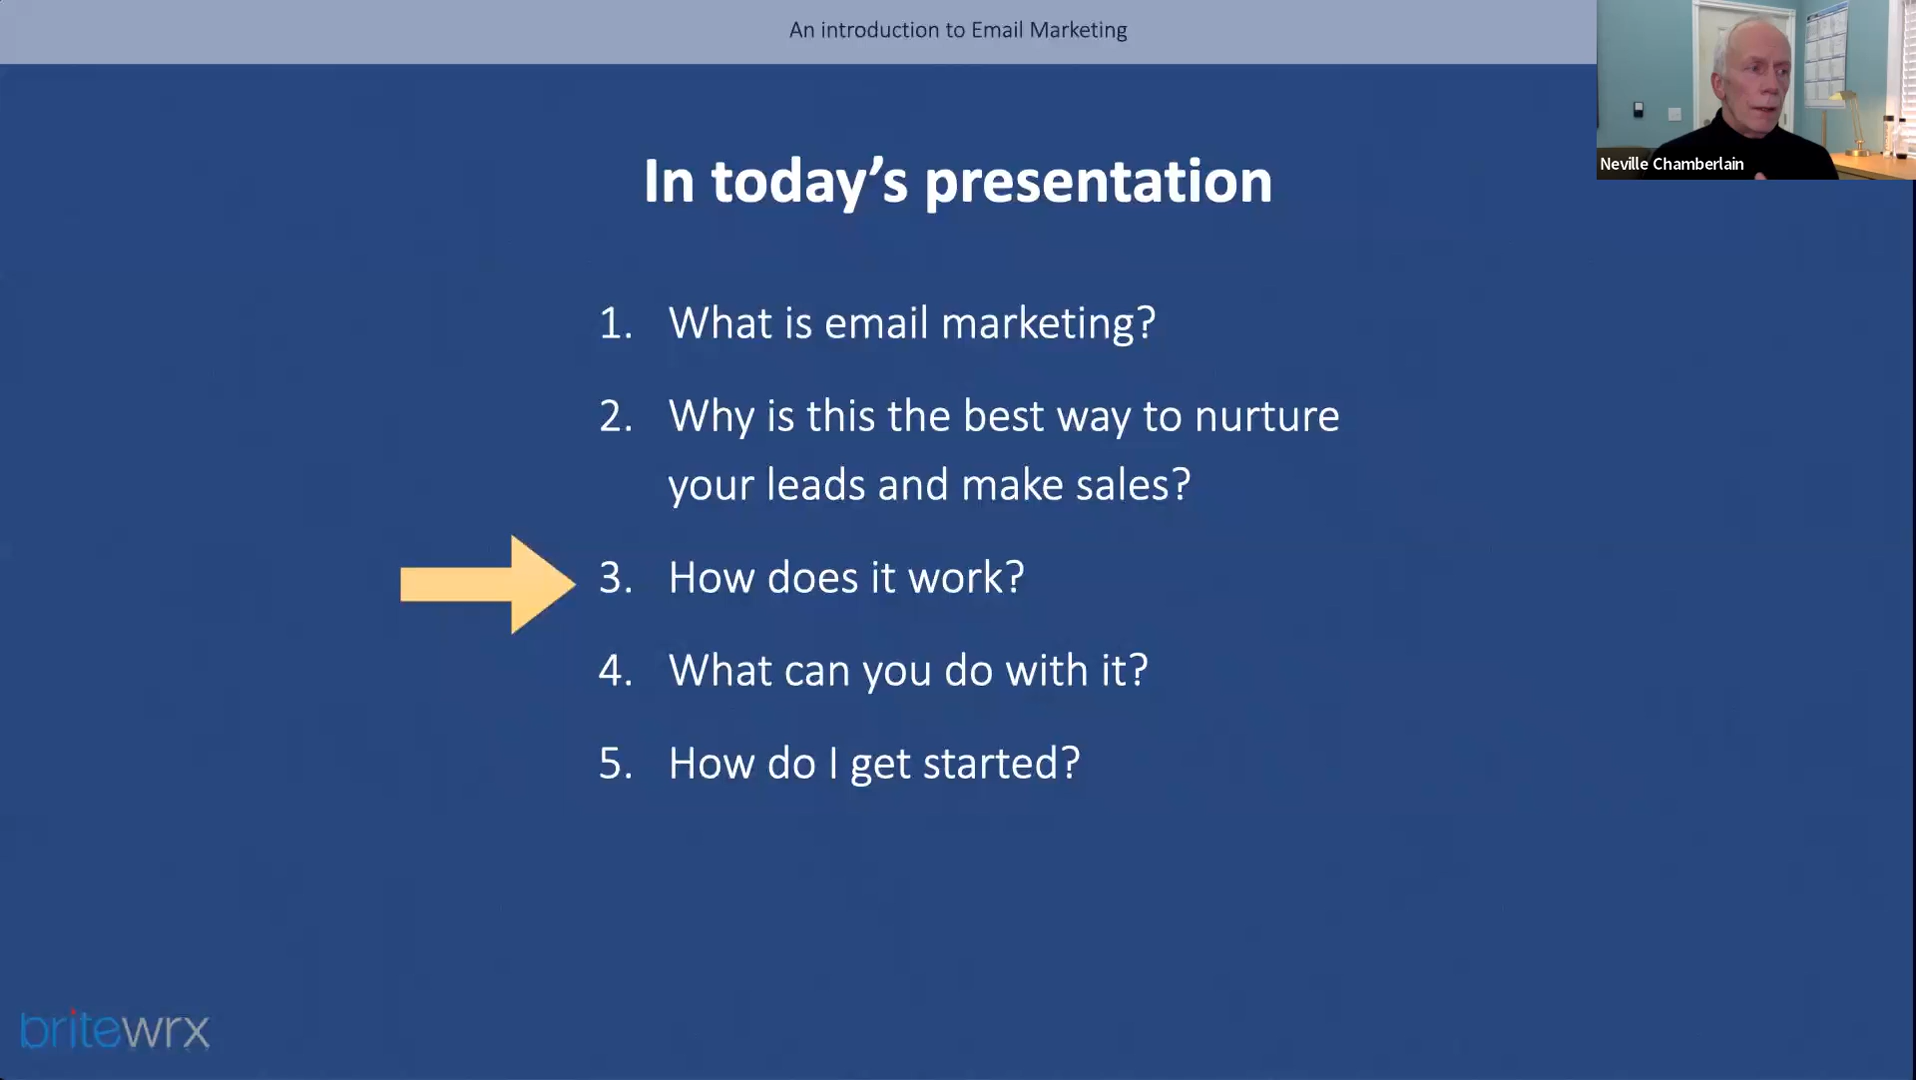 An introduction to Email Marketing
Neville Chamberlain
In today’s presentation
1. What is email marketing?
2. Why is this the best way to nurture
your leads and make sales?
3. How does it work?
4. What can you do with it?
5. How do I get started?
britewrx